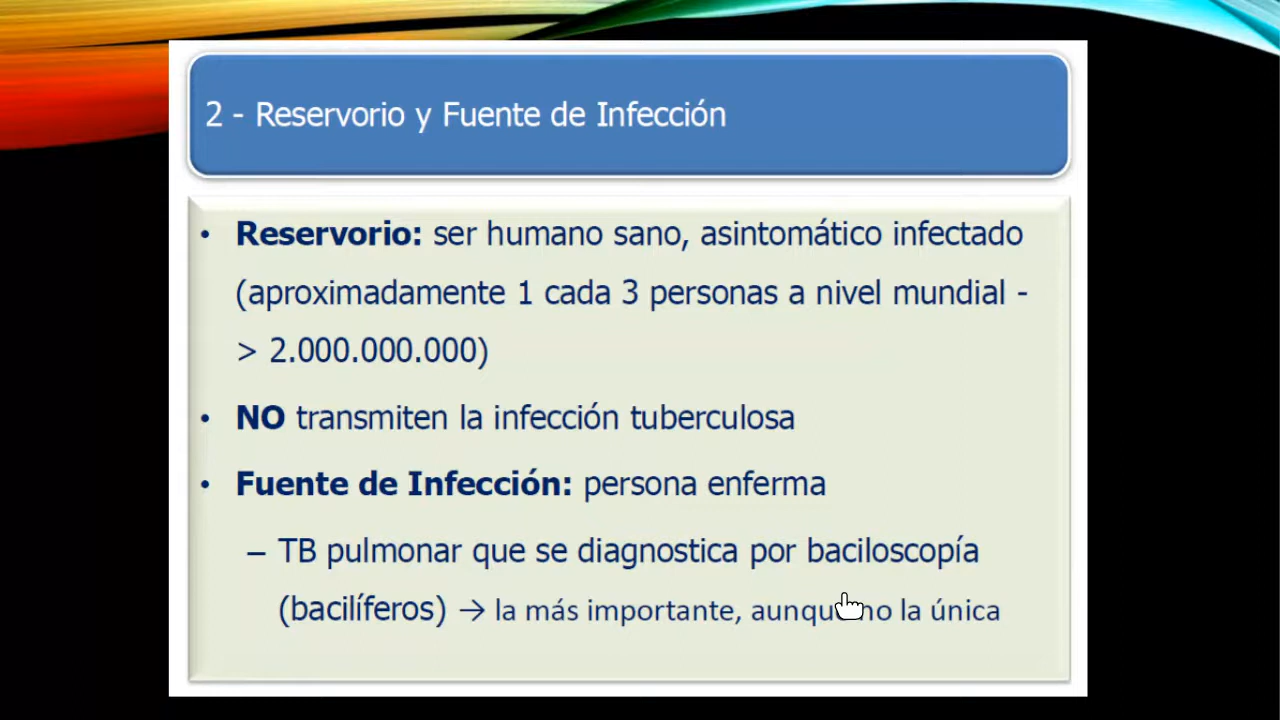 2 - Reservorio y Fuente de Infección
• Reservorio: ser humano sano, asintomático infectado
(aproximadamente 1 cada 3 personas a nivel mundial -
> 2.000.000.000)
• NO transmiten la infección tuberculosa
• Fuente de Infección: persona enferma
– TB pulmonar que se diagnostica por baciloscopía
(bacilíferos) → la más importante, aunque no la única